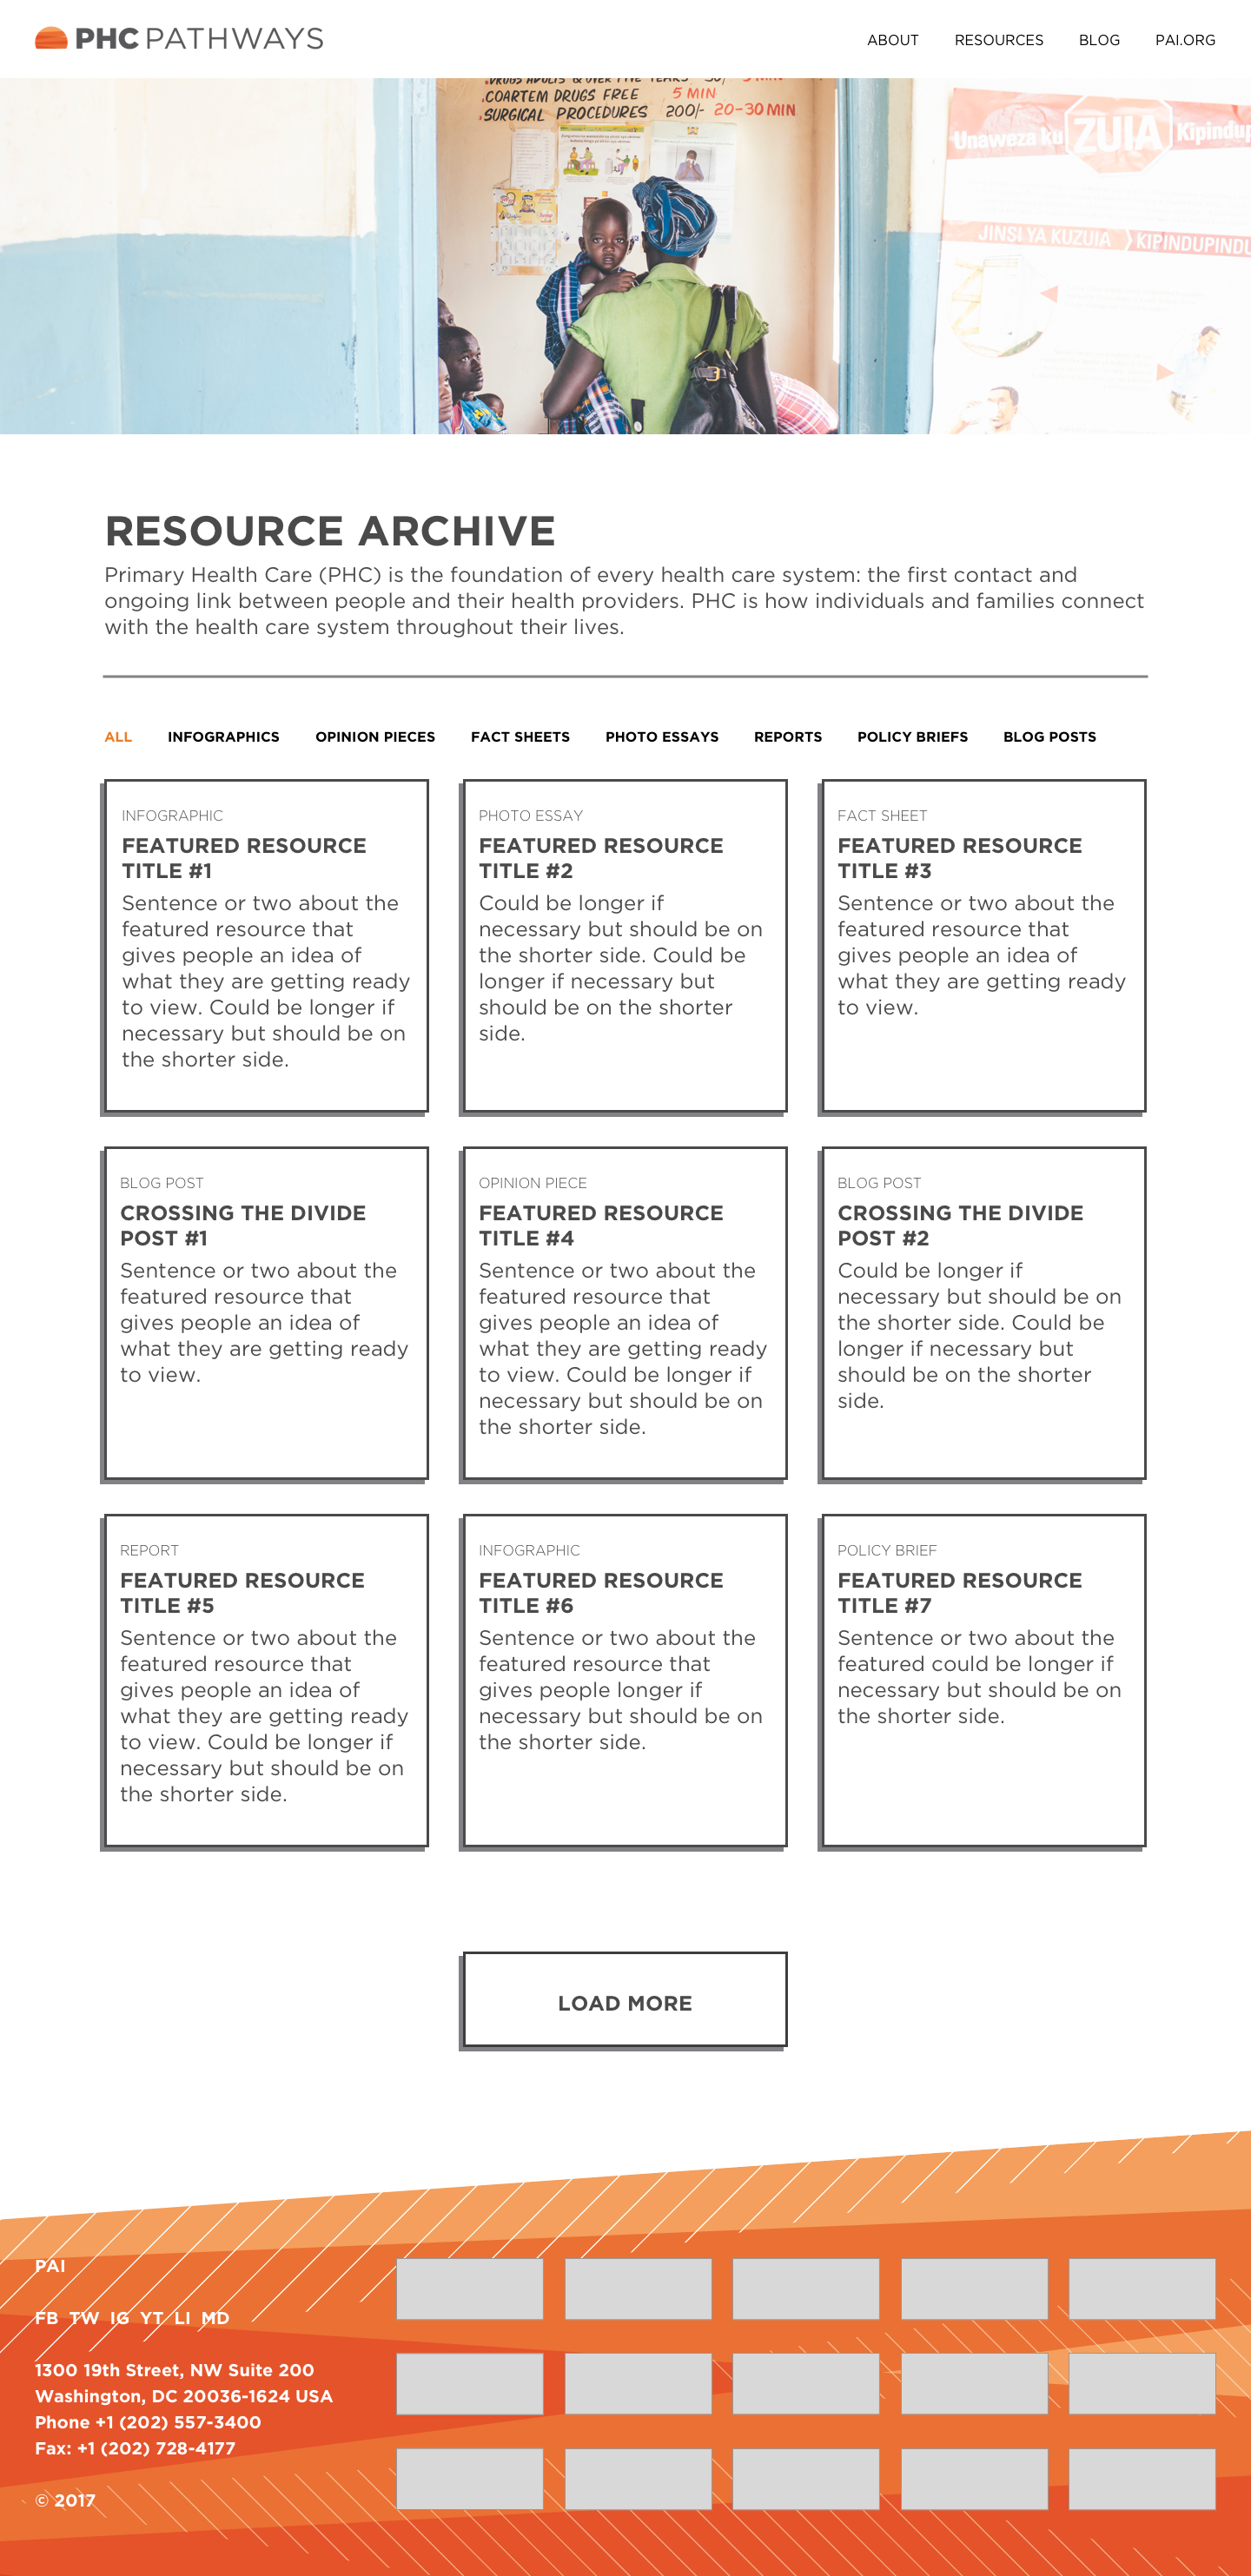 PHC PATHWAYS
ABOUT RESOURCES BLOG PAI.ORG
COARTEM DRUGS FREE 5 MIN
SURGICAL PROCEDURES 200/- 20-30 MIN
Unaweza ku ZUIA Kipindup
JINSI YA KUZUIA KIPINDUPINDU
RESOURCE ARCHIVE
Primary Health Care (PHC) is the foundation of every health care system: the first contact and
ongoing link between people and their health providers. PHC is how individuals and families connect
with the health care system throughout their lives.
ALL INFOGRAPHICS OPINION PIECES FACT SHEETS PHOTO ESSAYS REPORTS POLICY BRIEFS BLOG POSTS
INFOGRAPHIC
FEATURED RESOURCE
TITLE #1
Sentence or two about the
featured resource that
gives people an idea of
what they are getting ready
to view. Could be longer if
necessary but should be on
the shorter side.
PHOTO ESSAY
FEATURED RESOURCE
TITLE #2
Could be longer if
necessary but should be on
the shorter side. Could be
longer if necessary but
should be on the shorter
side.
FACT SHEET
FEATURED RESOURCE
TITLE #3
Sentence or two about the
featured resource that
gives people an idea of
what they are getting ready
to view.
BLOG POST
CROSSING THE DIVIDE
POST #1
Sentence or two about the
featured resource that
gives people an idea of
what they are getting ready
to view.
OPINION PIECE
FEATURED RESOURCE
TITLE #4
Sentence or two about the
featured resource that
gives people an idea of
what they are getting ready
to view. Could be longer if
necessary but should be on
the shorter side.
BLOG POST
CROSSING THE DIVIDE
POST #2
Could be longer if
necessary but should be on
the shorter side. Could be
longer if necessary but
should be on the shorter
side.
REPORT
FEATURED RESOURCE
TITLE #5
Sentence or two about the
featured resource that
gives people an idea of
what they are getting ready
to view. Could be longer if
necessary but should be on
the shorter side.
INFOGRAPHIC
FEATURED RESOURCE
TITLE #6
Sentence or two about the
featured resource that
gives people longer if
necessary but should be on
the shorter side.
POLICY BRIEF
FEATURED RESOURCE
TITLE #7
Sentence or two about the
featured could be longer if
necessary but should be on
the shorter side.
LOAD MORE
PAI
FB TW IG YT LI MD
1300 19th Street, NW Suite 200
Washington, DC 20036-1624 USA
Phone +1 (202) 557-3400
Fax: +1 (202) 728-4177
© 2017